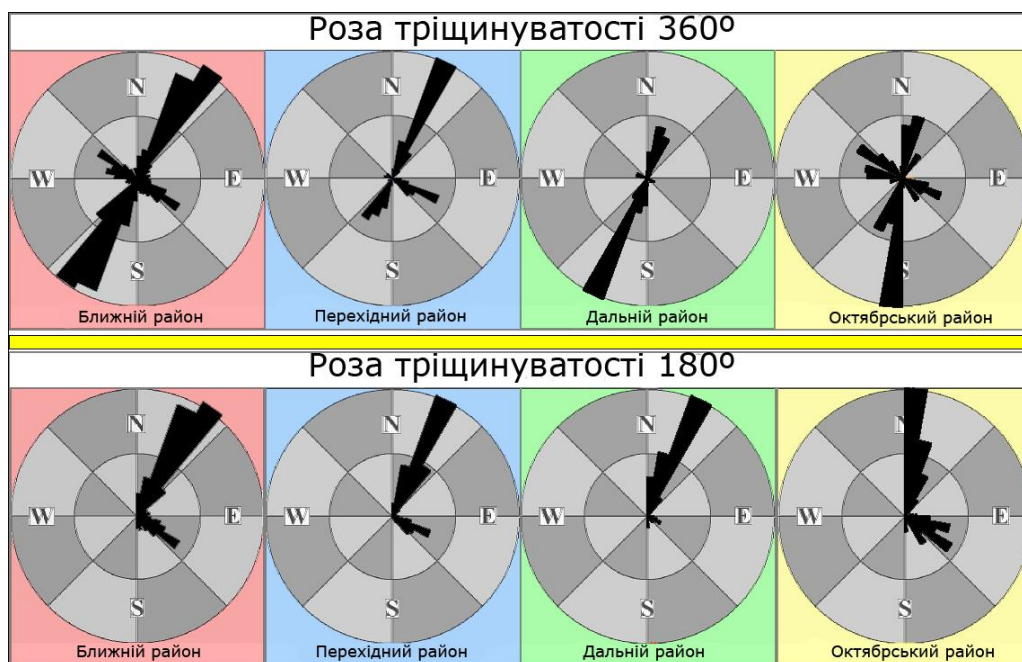 Роза тріщинуватості 360º
N N N N
W E W E W E W E
S S S S
Ближній район Перехідний район Дальній район Октябрський район
Роза тріщинуватості 180º
N N N N
W E W E W E W E
S S S S
Ближній район Перехідний район Дальній район Октябрський район